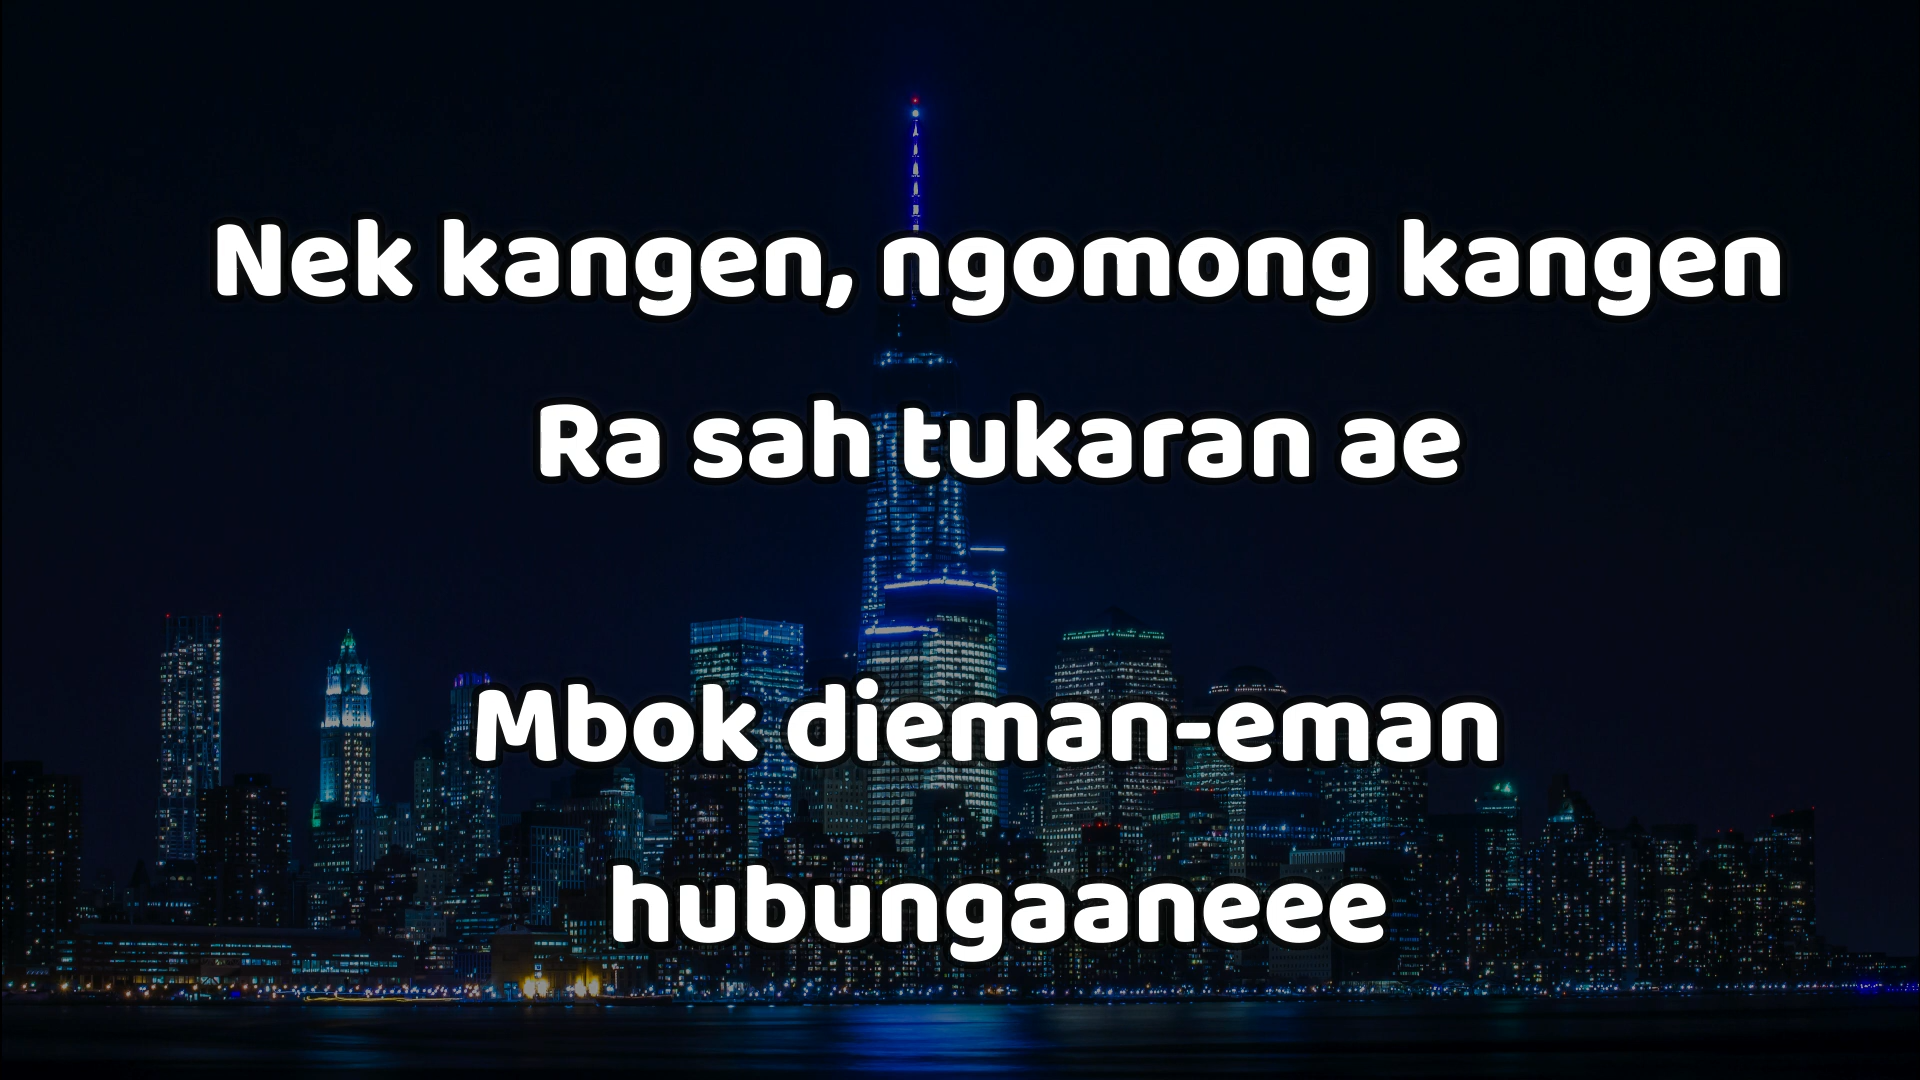 Nek kangen, ngomong kangen
Ra sah tukaran ae
Mbok dieman-eman
hubungaaneee